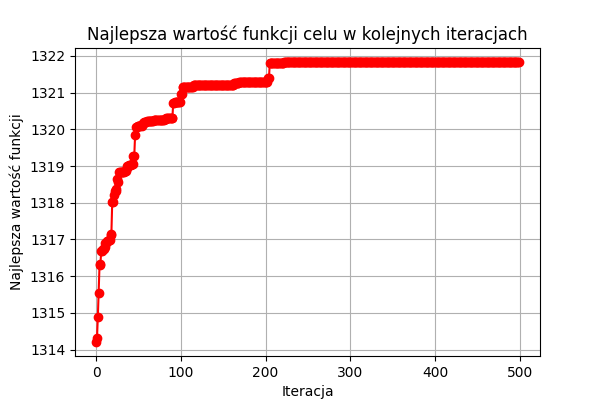 Najlepsza wartość funkcji celu w kolejnych iteracjach
Najlepsza wartość funkcji
1322
1321
1320
1319
1318
1317
1316
1315
1314
0 100 200 300 400 500
Iteracja